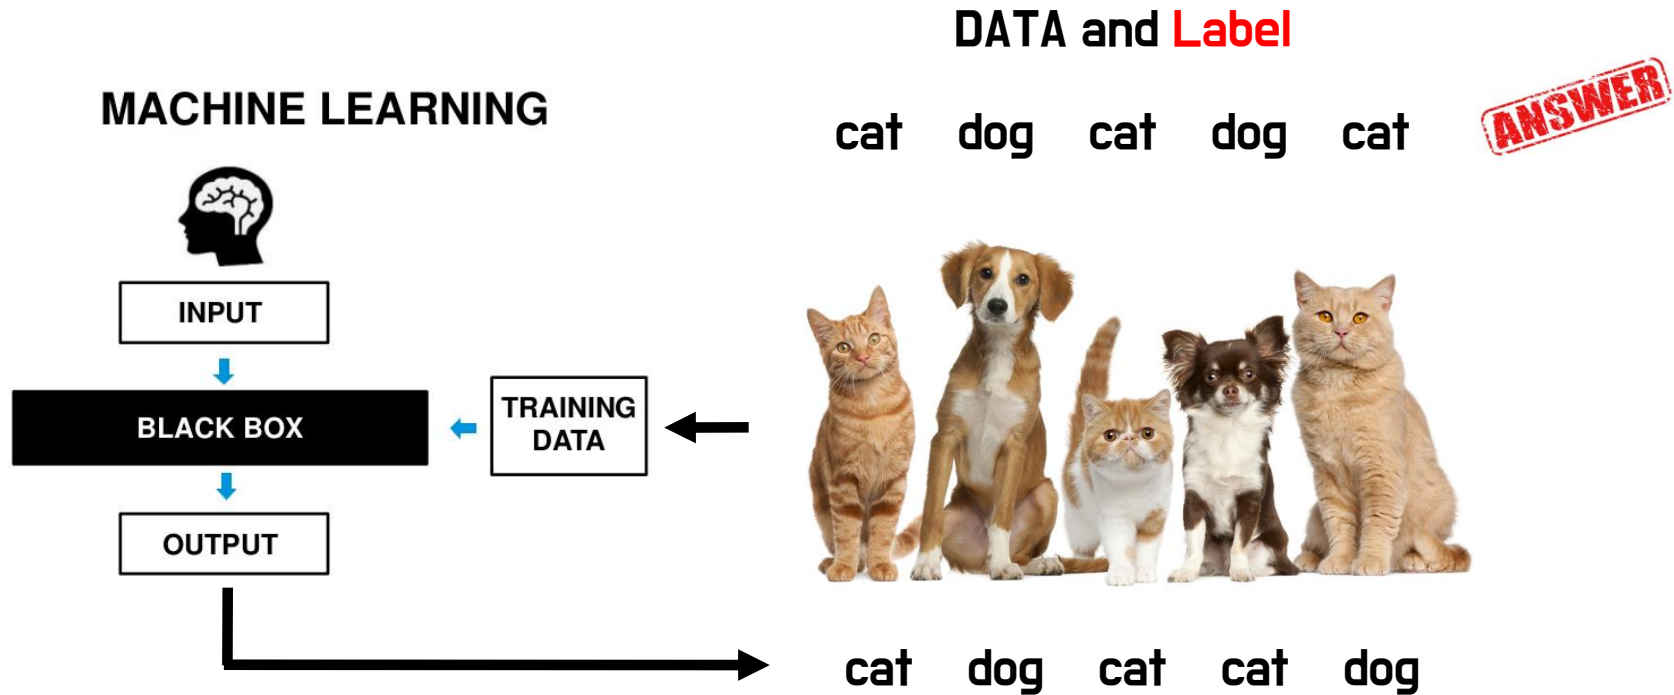 DATA and Label
MACHINE LEARNING
cat dog cat dog cat
ANSWER
INPUT
BLACK BOX
TRAINING
DATA
OUTPUT
cat dog cat cat dog